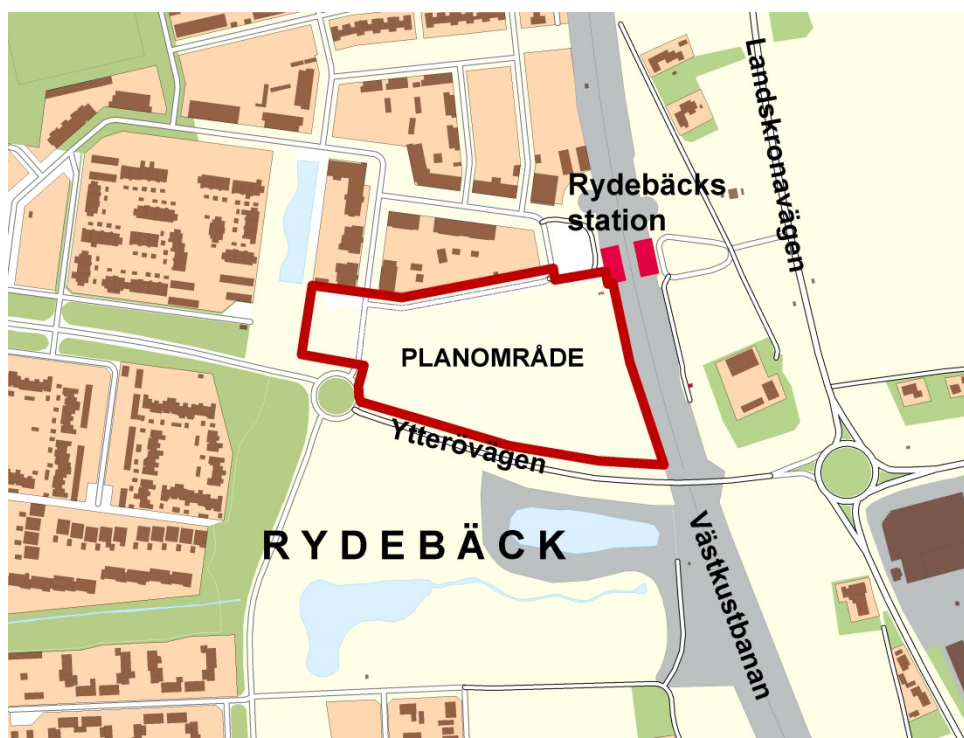 Landskronavägen
Rydebäcks
station
PLANOMRÅDE
Ytterövägen
RYDEBÄCK
Västkustbanan